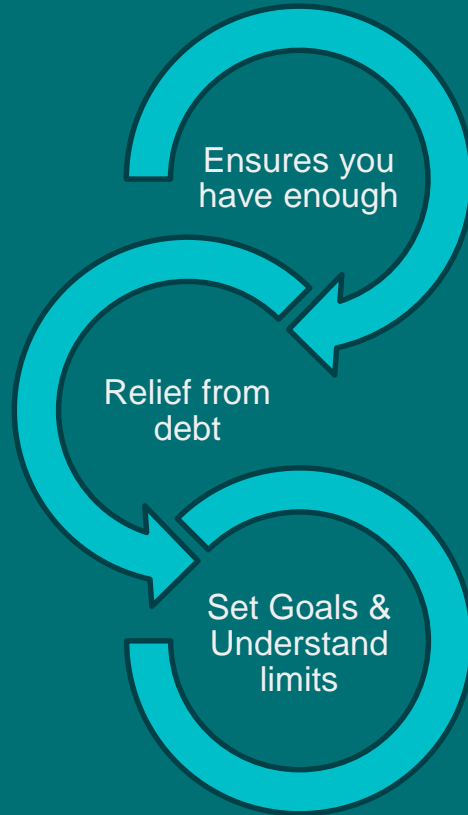 Ensures you
have enough
Relief from
debt
Set Goals &
Understand
limits